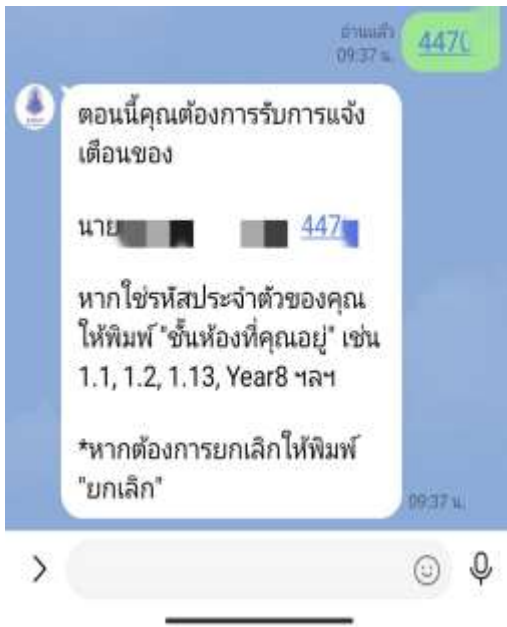 อ่านแล้ว
09:37 น.
ตอนนี้คุณต้องการรับการแจ้ง
เตือนของ
นาย 447
หากใช่รหัสประจำตัวของคุณ
ให้พิมพ์ "ชั้นห้องที่คุณอยู่" เช่น
1.1, 1.2, 1.13, Year8 ฯลฯ
*หากต้องการยกเลิกให้พิมพ์
"ยกเลิก"
09:37 น.